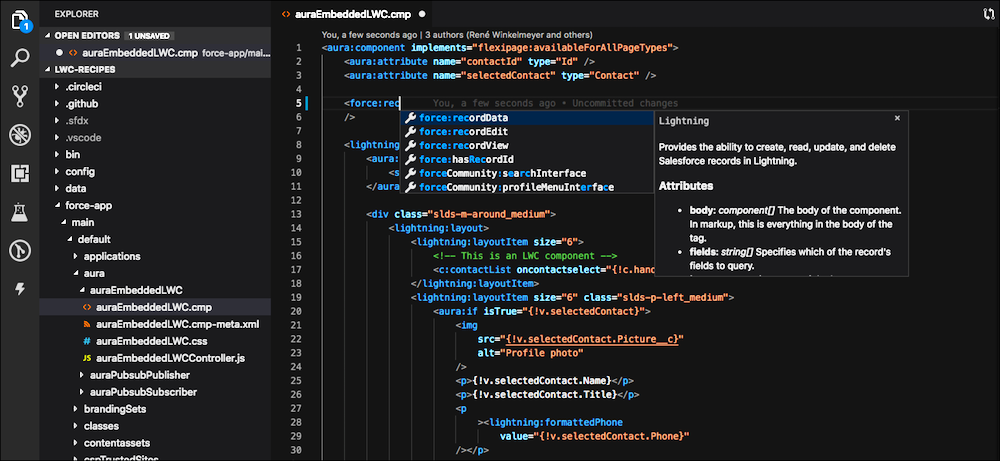 EXPLORER
OPEN EDITORS 1 UNSAVED
auraEmbeddedLWC.cmp force-app/mai...
LWC-RECIPES
.circleci
.github
.sfdx
.vscode
bin
config
data
force-app
main
default
applications
aura
auraEmbeddedLWC
<> auraEmbeddedLWC.cmp
auraEmbeddedLWC.cmp-meta.xml
# auraEmbeddedLWC.css
JS auraEmbeddedLWCController.js
auraPubsubPublisher
auraPubsubSubscriber
brandingSets
classes
contentassets
cspTrustedSites
1
<> auraEmbeddedLWC.cmp
You, a few seconds ago | 3 authors (René Winkelmeyer and others)
1 <aura:component implements="flexipage:availableForAllPageTypes">
2 <aura:attribute name="contactId" type="Id" />
3 <aura:attribute name="selectedContact" type="Contact" />
4
5 <force:rec You, a few seconds ago • Uncommitted changes
6 />
7
8 <lightning
9 <aura:
10 <s
11 </aura
12
13 <div class="slds-m-around_medium">
14 <lightning:layout>
15 <lightning:layoutItem size="6">
16 <!-- This is an LWC component -->
17 <c:contactList oncontactselect="{!c.hand
18 </lightning:layoutItem>
19 <lightning:layoutItem size="6" class="slds-p-left_medium">
20 <aura:if isTrue="{!v.selectedContact}">
21 <img
22 src="{!v.selectedContact.Picture__c}"
23 alt="Profile photo"
24 />
25 <p>{!v.selectedContact.Name}</p>
26 <p>{!v.selectedContact.Title}</p>
27 <p
28 ><lightning:formattedPhone
29 value="{!v.selectedContact.Phone}"
30 /></p>
force:recordData
force:recordEdit
force:recordView
force:hasRecordId
forceCommunity:searchInterface
forceCommunity:profileMenuInterface
Lightning ×
Provides the ability to create, read, update, and delete
Salesforce records in Lightning.
Attributes
• body: component[] The body of the component.
In markup, this is everything in the body of the
tag.
• fields: string[] Specifies which of the record's
fields to query.